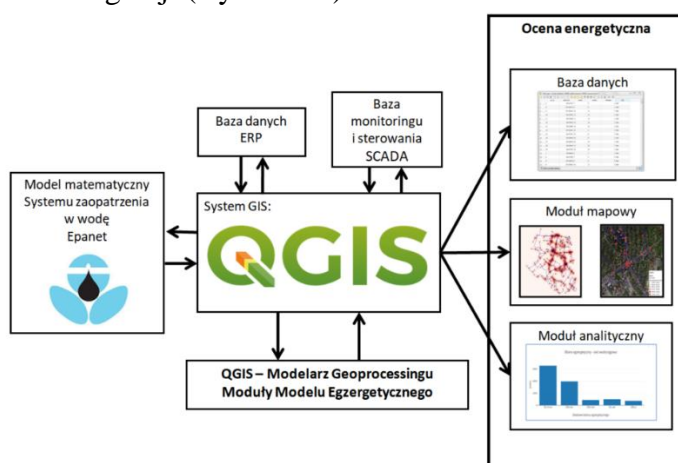 Ocena energetyczna
Baza danych
ERP
Baza
monitoringu
i sterowania
SCADA
Baza danych
Model matematyczny
Systemu zaopatrzenia
w wodę
Epanet
System GIS:
QGIS
Moduł mapowy
QGIS – Modelarz Geoprocessingu
Moduły Modelu Egzergetycznego
Moduł analityczny